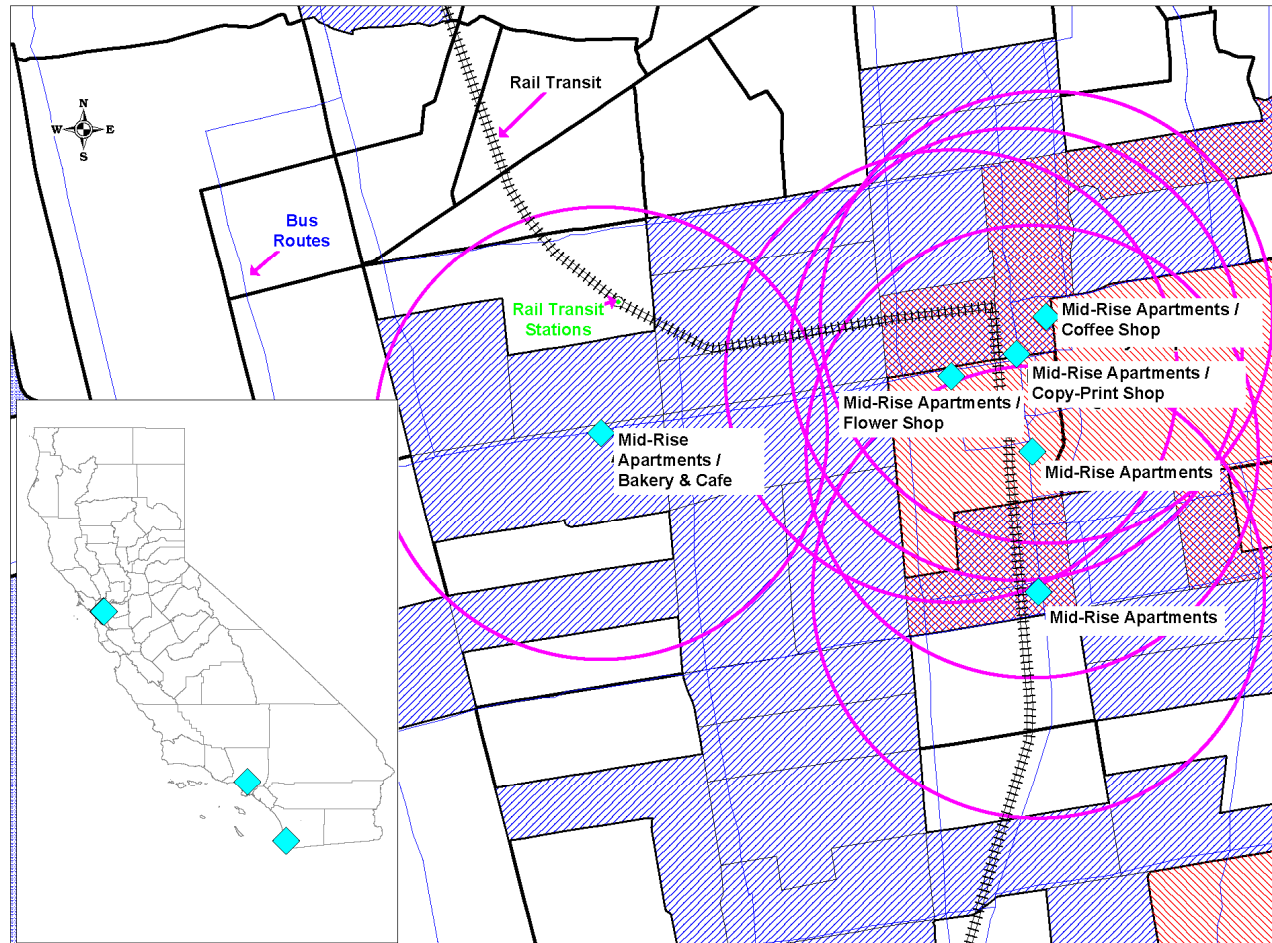 Rail Transit
N
W
E
S
Bus
Routes
Rail Transit
Stations
Mid-Rise Apartments /
Coffee Shop
Mid-Rise Apartments /
Copy-Print Shop
Mid-Rise Apartments /
Flower Shop
Mid-Rise
Apartments /
Bakery & Cafe
Mid-Rise Apartments
Mid-Rise Apartments